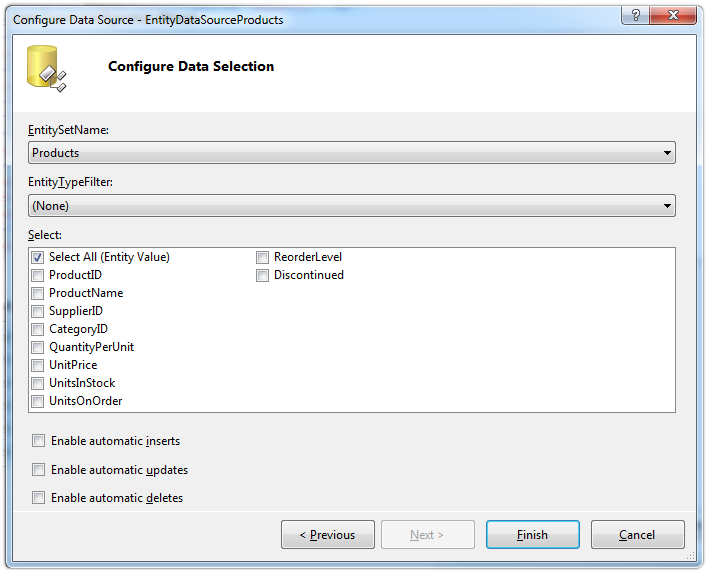 Configure Data Source - EntityDataSourceProducts
?
Configure Data Selection
EntitySetName:
Products
EntityTypeFilter:
(None)
Select:
Select All (Entity Value)
ProductID
ProductName
SupplierID
CategoryID
QuantityPerUnit
UnitPrice
UnitsInStock
UnitsOnOrder
ReorderLevel
Discontinued
Enable automatic inserts
Enable automatic updates
Enable automatic deletes
< Previous
Next >
Finish
Cancel